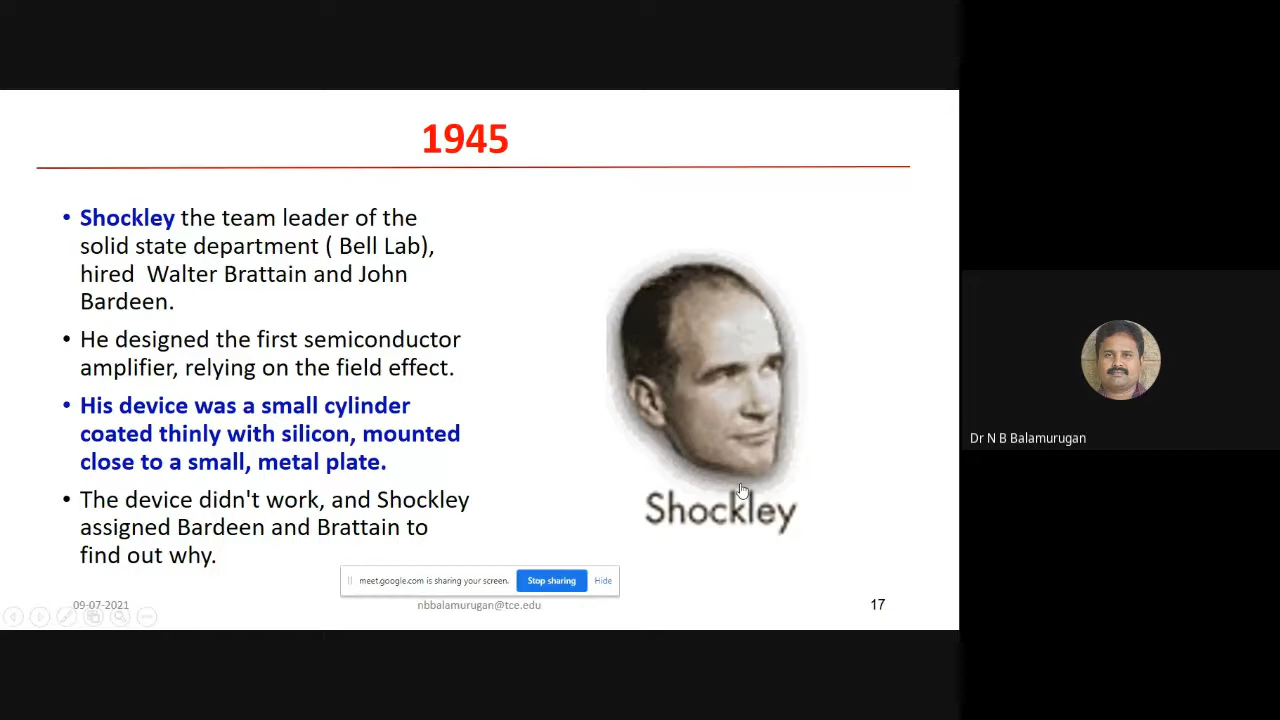 1945
• Shockley the team leader of the
solid state department ( Bell Lab),
hired  Walter Brattain and John
Bardeen.
• He designed the first semiconductor
amplifier, relying on the field effect.
• His device was a small cylinder
coated thinly with silicon, mounted
close to a small, metal plate.
• The device didn't work, and Shockley
assigned Bardeen and Brattain to
find out why.
Shockley
Dr N B Balamurugan
meet.google.com is sharing your screen. Stop sharing Hide
09-07-2021 nbbalamurugan@tce.edu 17